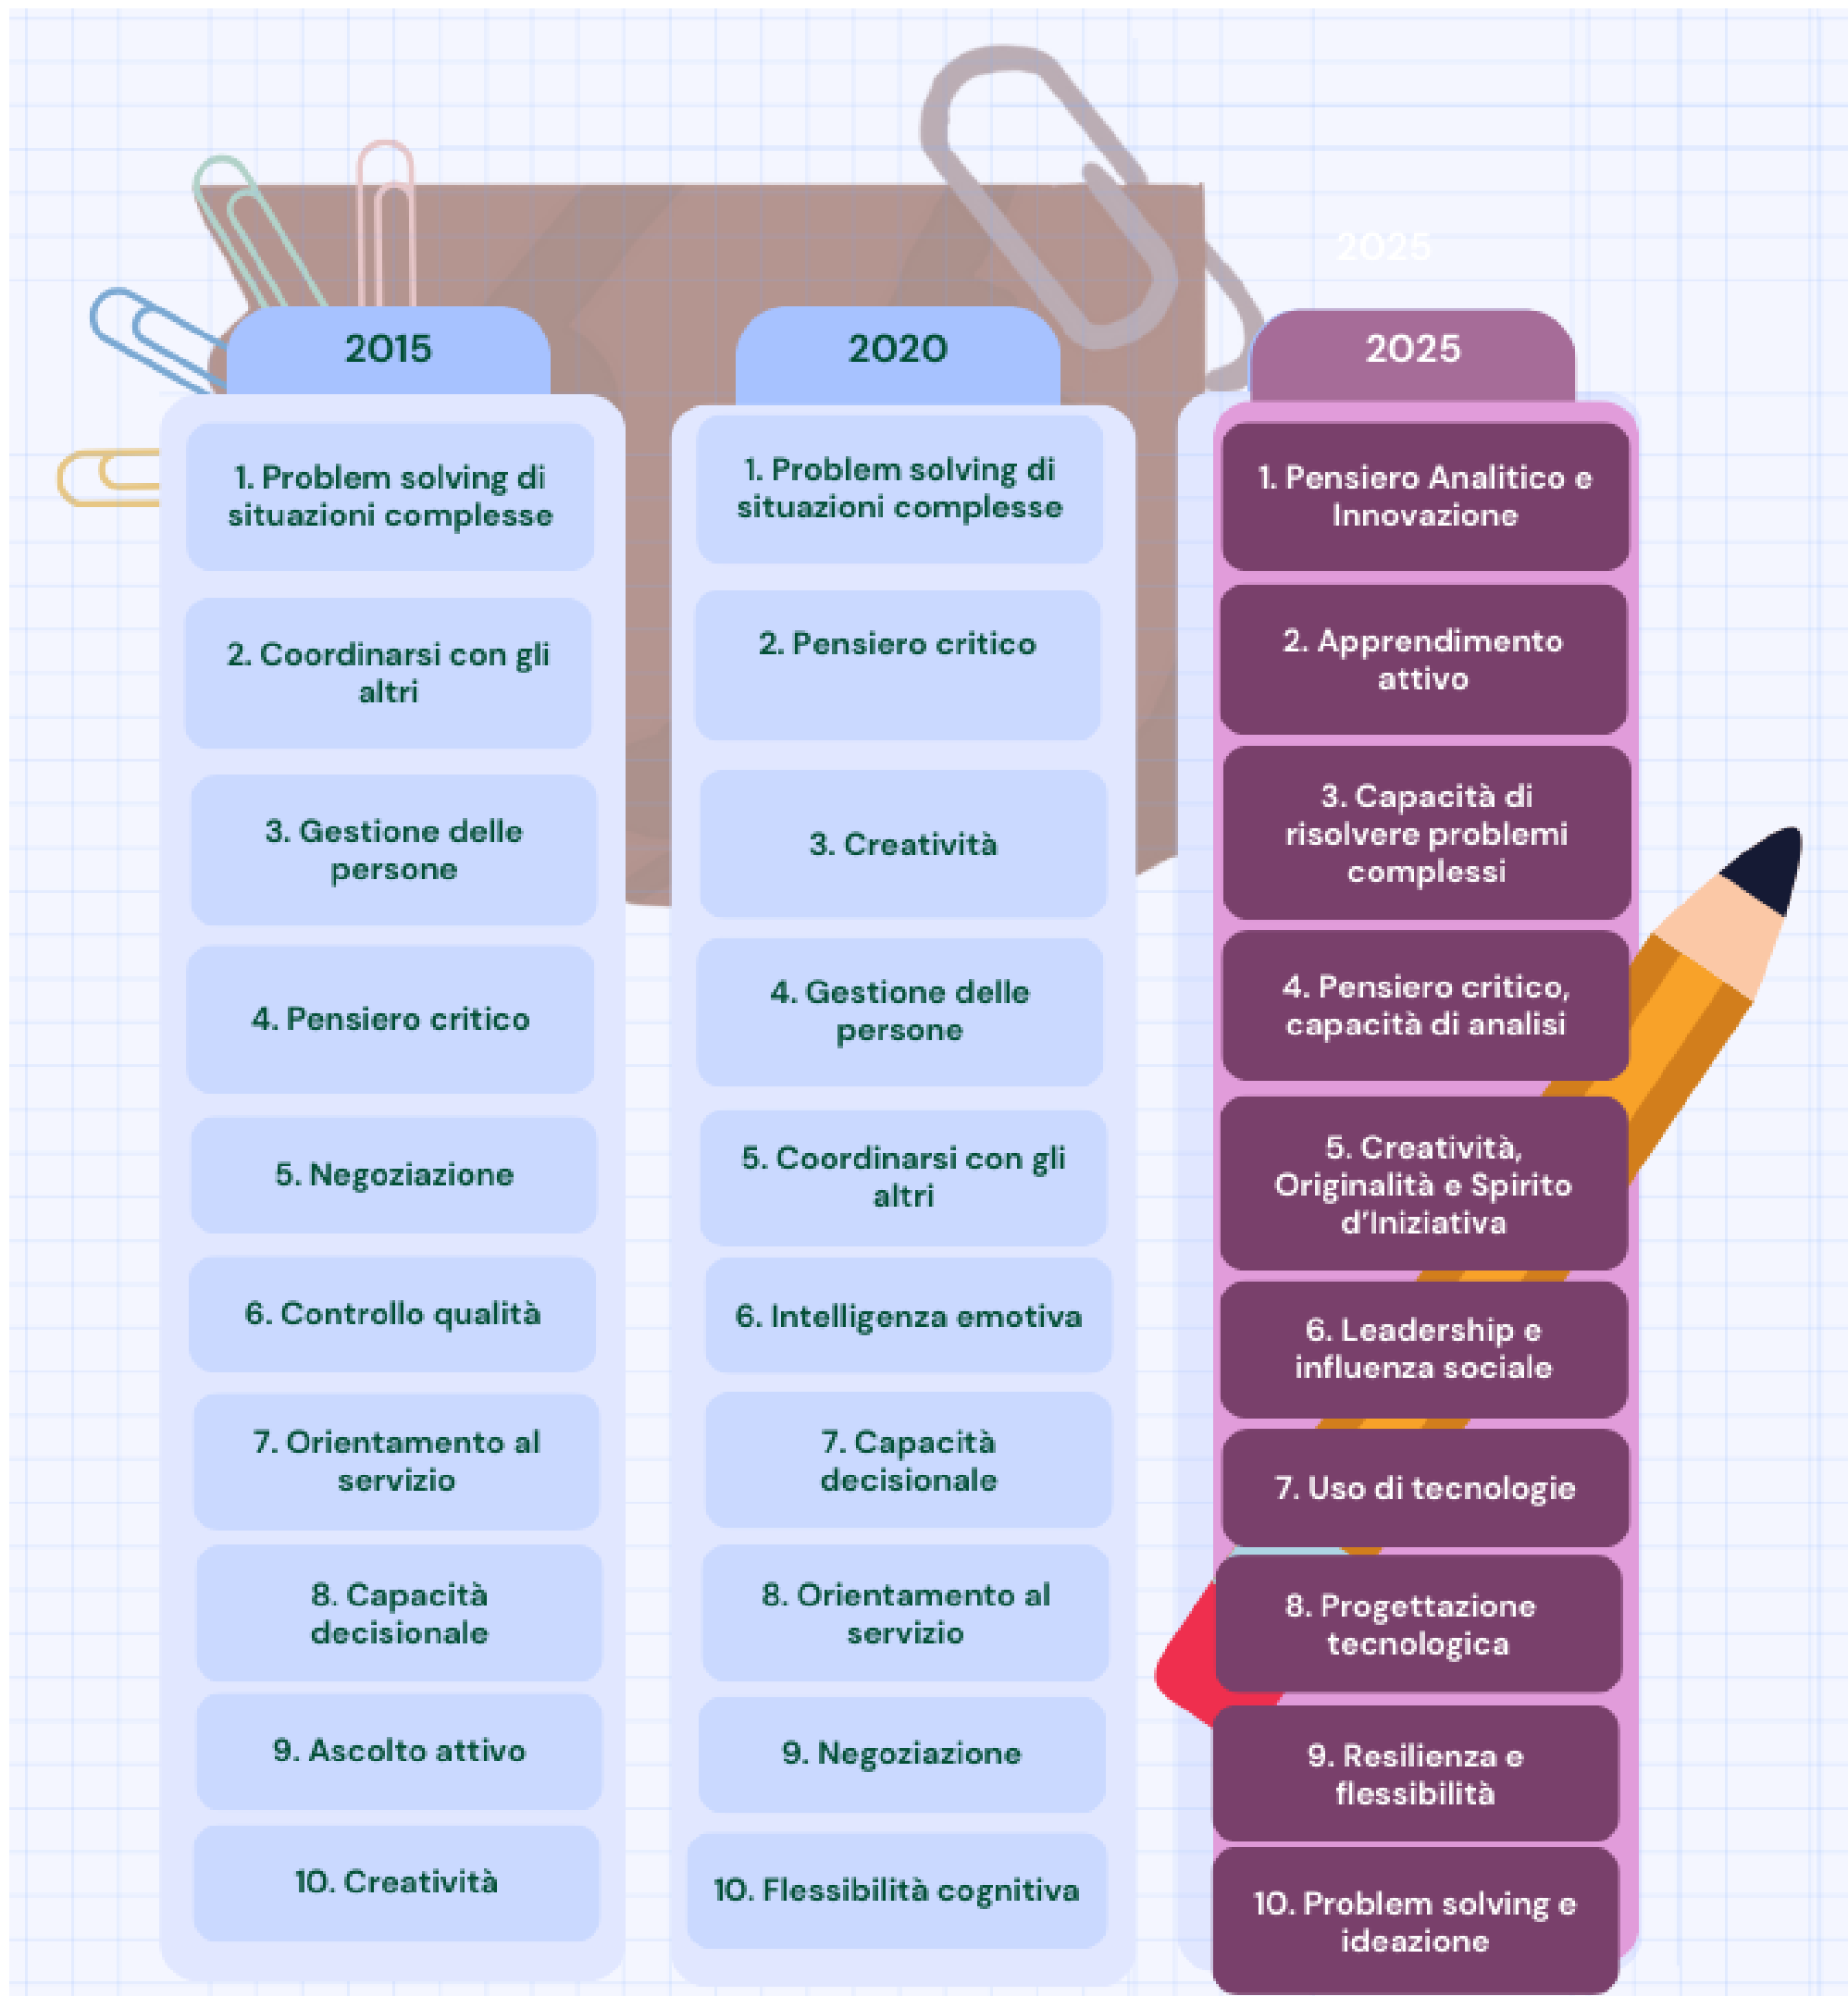 2025
2015
1. Problem solving di
situazioni complesse
2. Coordinarsi con gli
altri
3. Gestione delle
persone
4. Pensiero critico
5. Negoziazione
6. Controllo qualità
7. Orientamento al
servizio
8. Capacità
decisionale
9. Ascolto attivo
10. Creatività
2020
1. Problem solving di
situazioni complesse
2. Pensiero critico
3. Creatività
4. Gestione delle
persone
5. Coordinarsi con gli
altri
6. Intelligenza emotiva
7. Capacità
decisionale
8. Orientamento al
servizio
9. Negoziazione
10. Flessibilità cognitiva
2025
1. Pensiero Analitico e
Innovazione
2. Apprendimento
attivo
3. Capacità di
risolvere problemi
complessi
4. Pensiero critico,
capacità di analisi
5. Creatività,
Originalità e Spirito
d'Iniziativa
6. Leadership e
influenza sociale
7. Uso di tecnologie
8. Progettazione
tecnologica
9. Resilienza e
flessibilità
10. Problem solving e
ideazione